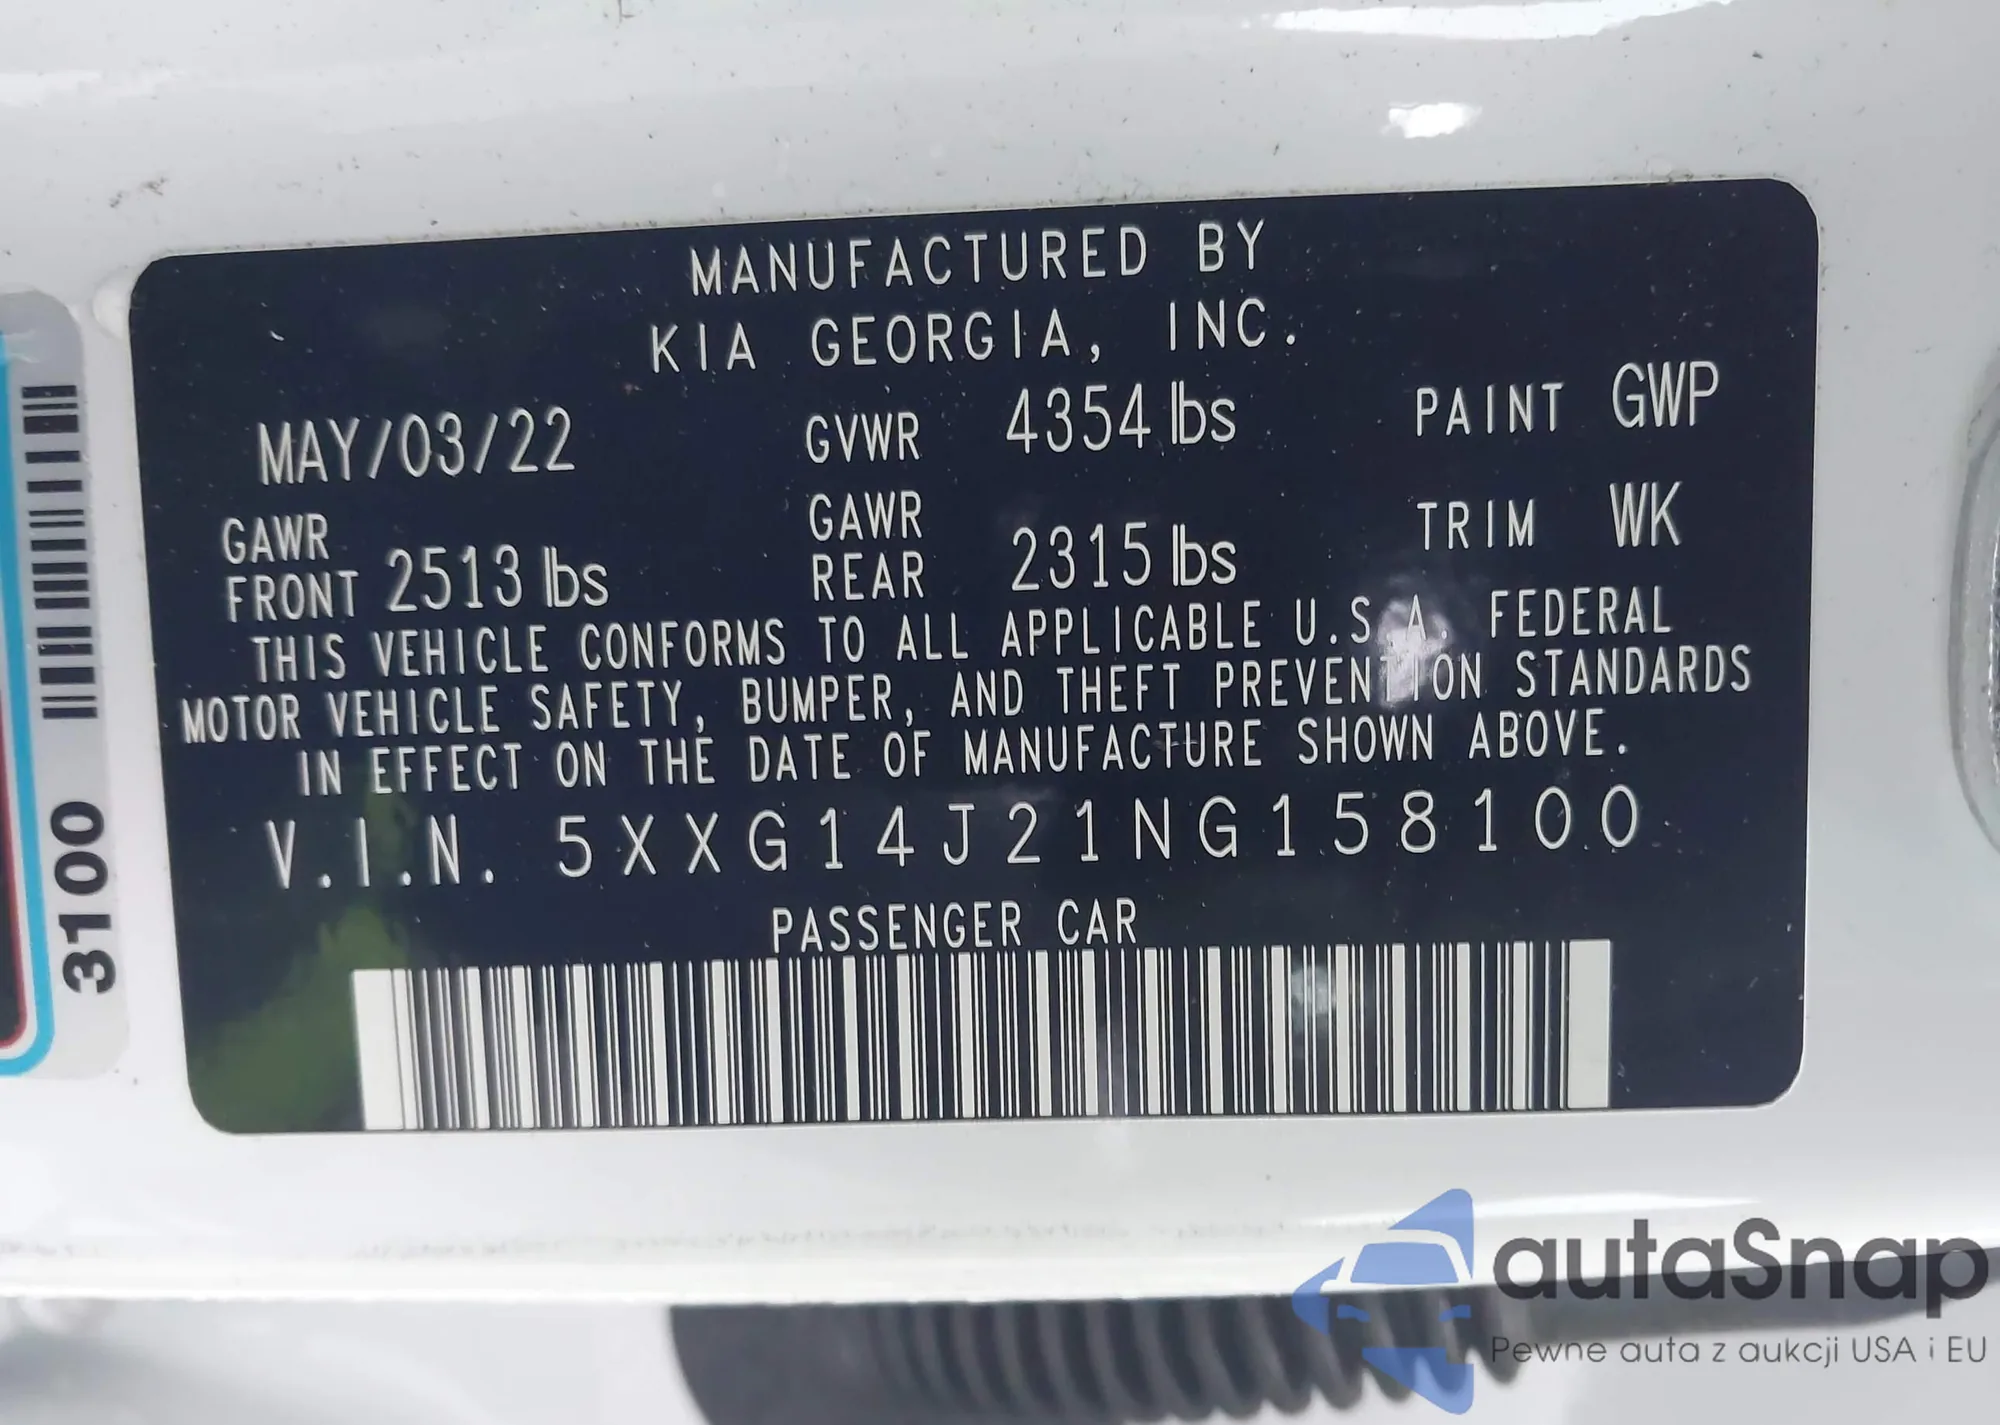 MANUFACTURED BY
KIA GEORGIA, INC.
MAY/03/22 GVWR 4354 lbs PAINT GWP
GAWR FRONT 2513 lbs GAWR REAR 2315 lbs TRIM WK
THIS VEHICLE CONFORMS TO ALL APPLICABLE U.S.A. FEDERAL
MOTOR VEHICLE SAFETY, BUMPER, AND THEFT PREVENTION STANDARDS
IN EFFECT ON THE DATE OF MANUFACTURE SHOWN ABOVE.
V.I.N. 5XXG14J21NG158100
PASSENGER CAR
3100
autaSnap
Pewne auta z aukcji USA i EU